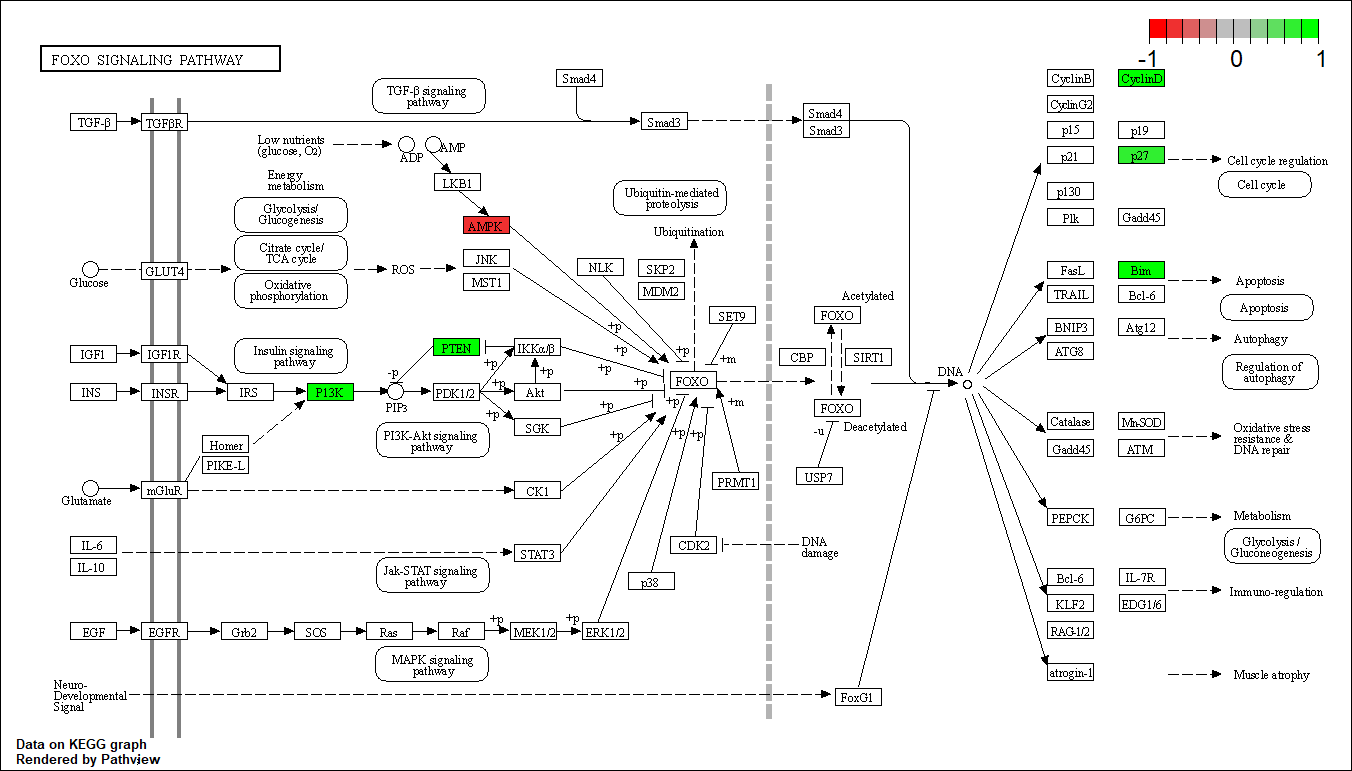 FOXO SIGNALING PATHWAY
-1
0
1
TGF-β
TGFβR
TGF-β signaling
pathway
Smad4
Smad3
Smad4
Smad3
Low nutrients
(glucose, O2)
ADP
AMP
LKB1
AMPK
Energy
metabolism
Glycolysis/
Glucogenesis
Citrate cycle/
TCA cycle
Oxidative
phosphorylation
Glucose
GLUT4
ROS
JNK
MST1
Ubiquitin-mediated
proteolysis
Ubiquitination
NLK
SKP2
MDM2
SET9
+p
+p
+p
+m
Acetylated
FOXO
CBP
SIRT1
FOXO
Deacetylated
-u
USP7
IGF1
IGF1R
Insulin signaling
pathway
INS
INSR
IRS
P13K
PTEN
-p
PIP3
PDK1/2
+p
+p
+p
+p
IKKα/β
Akt
SGK
+p
+p
+p
+p
+p
+p
+p
FOXO
+m
PRMT1
PI3K-Akt signaling
pathway
Homer
PIKE-L
Glutamate
mGluR
CK1
IL-6
IL-10
STAT3
Jak-STAT signaling
pathway
p38
CDK2
DNA
damage
EGF
EGFR
Grb2
SOS
Ras
Raf
+p
MEK1/2
+p
ERK1/2
MAPK signaling
pathway
Neuro-
Developmental
Signal
FoxG1
DNA
CyclinB
CyclinD
CyclinG2
p15
p19
p21
p27
p130
Plk
Gadd45
Cell cycle regulation
Cell cycle
FasL
Bim
TRAIL
Bcl-6
Apoptosis
Apoptosis
BNIP3
Atg12
ATG8
Autophagy
Regulation of
autophagy
Catalase
Mn-SOD
Gadd45
ATM
Oxidative stress
resistance &
DNA repair
PEPCK
G6PC
Metabolism
Glycolysis /
Gluconeogenesis
Bcl-6
IL-7R
KLF2
EDG1/6
RAG-1/2
Immuno-regulation
atrogin-1
Muscle atrophy
Data on KEGG graph
Rendered by Pathview